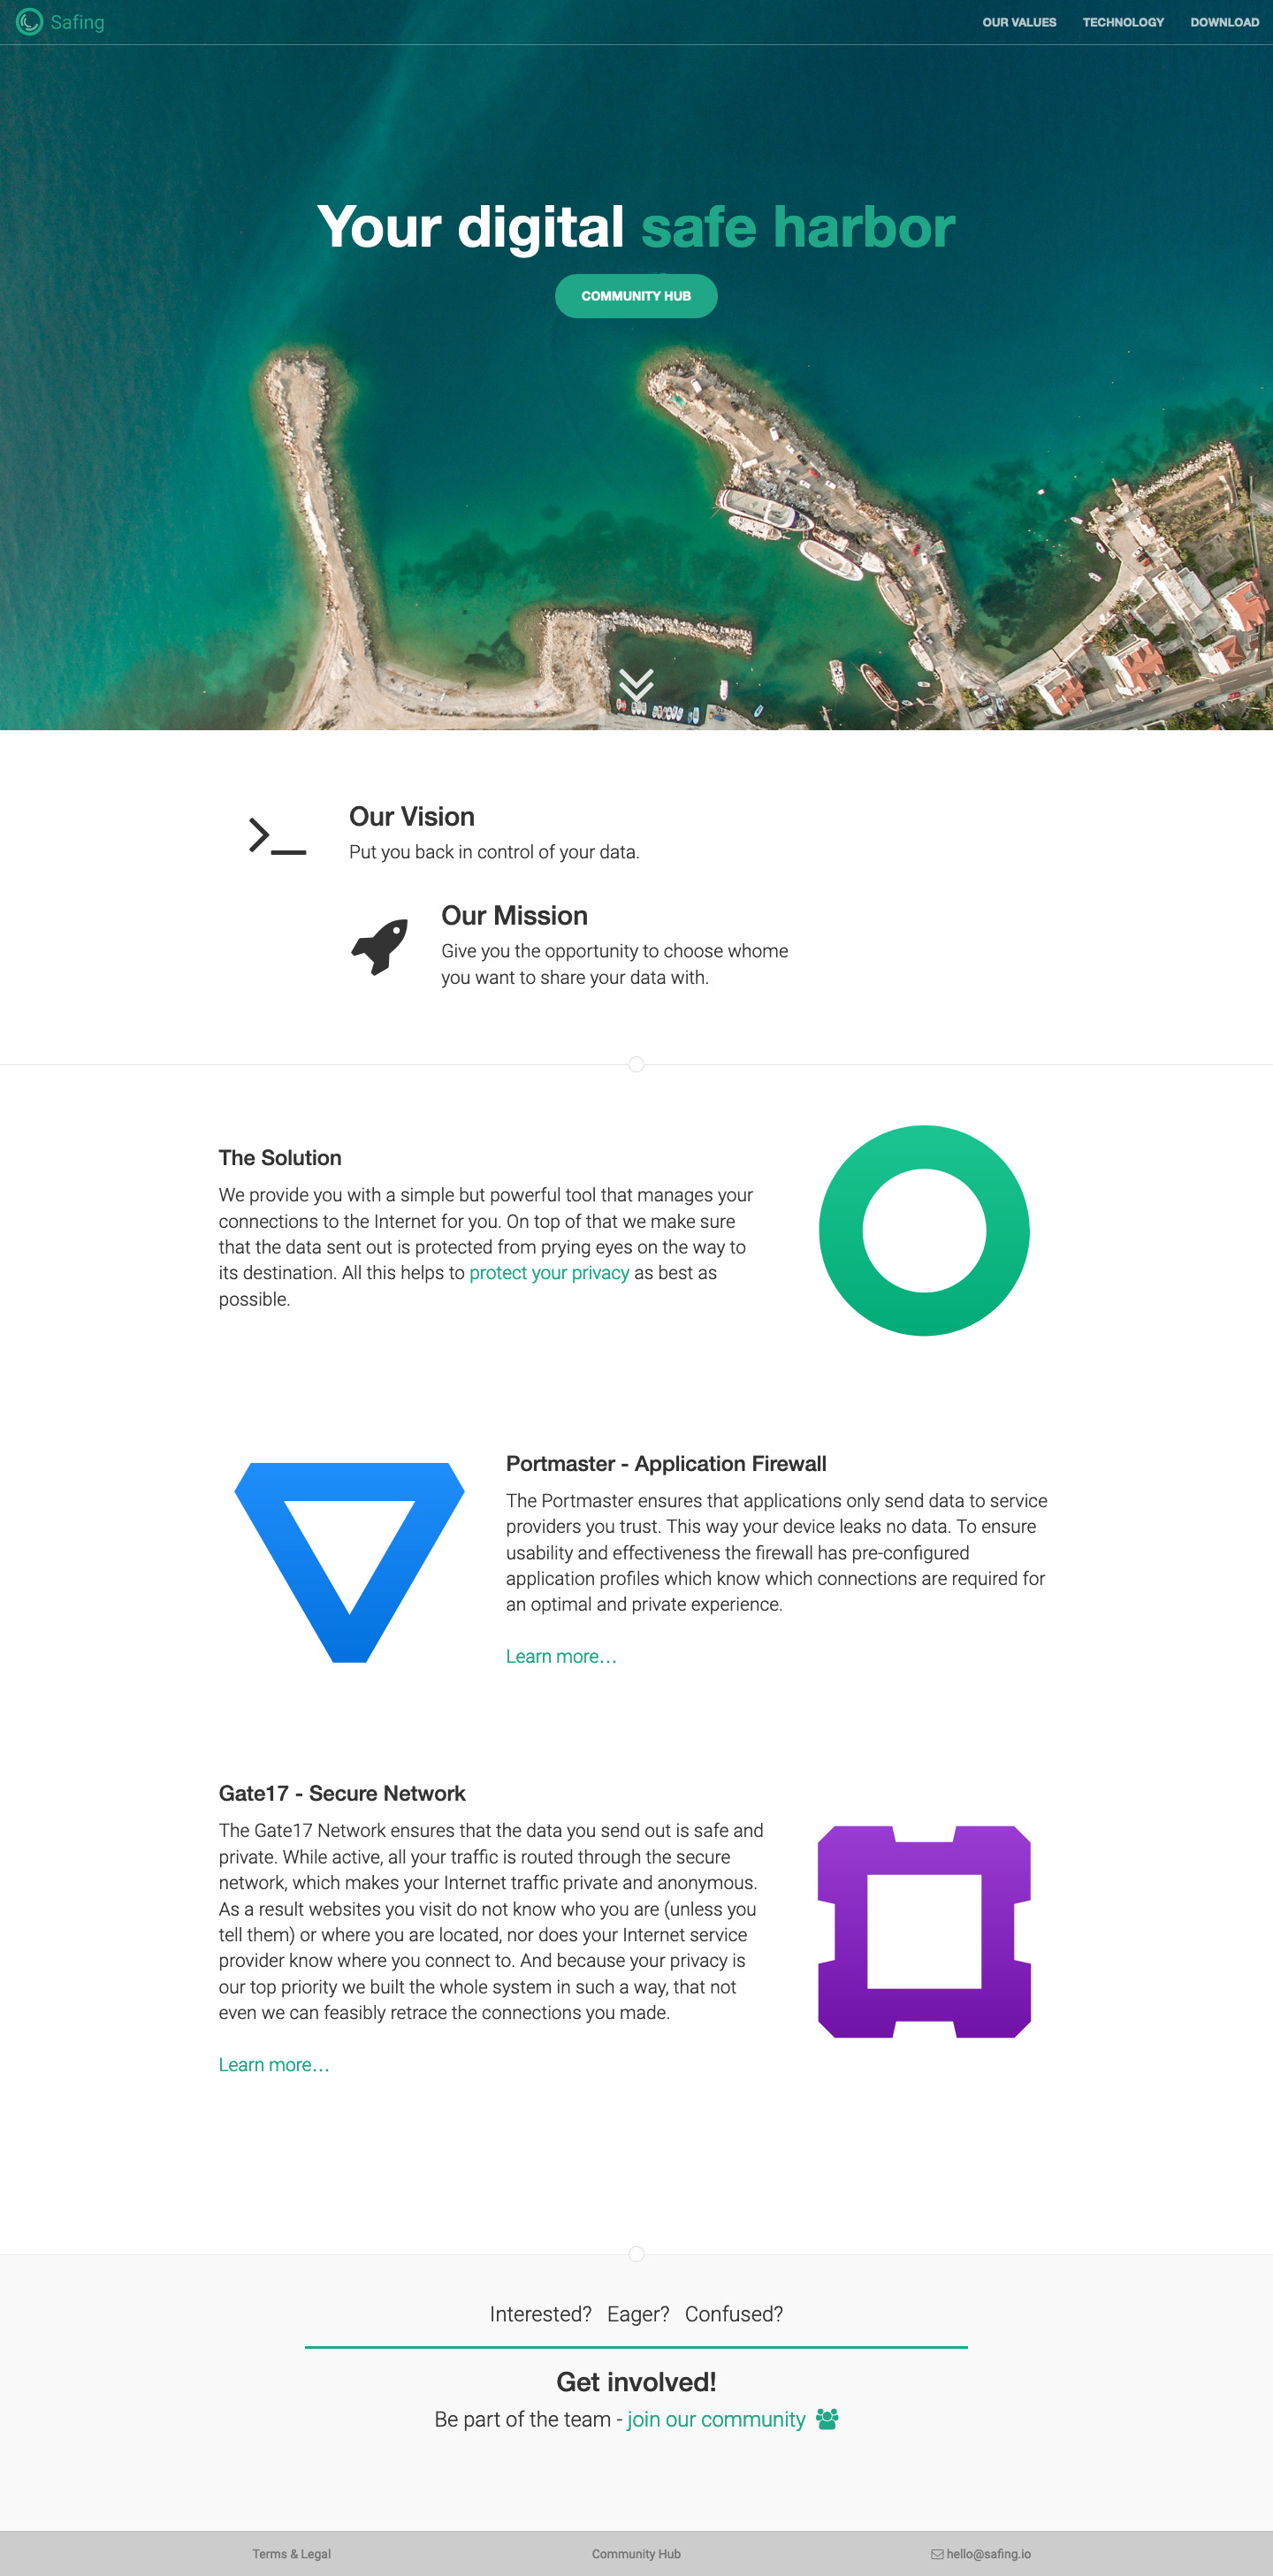 Safing
OUR VALUES TECHNOLOGY DOWNLOAD
Your digital safe harbor
COMMUNITY HUB
Our Vision
Put you back in control of your data.
Our Mission
Give you the opportunity to choose whome
you want to share your data with.
The Solution
We provide you with a simple but powerful tool that manages your
connections to the Internet for you. On top of that we make sure
that the data sent out is protected from prying eyes on the way to
its destination. All this helps to protect your privacy as best as
possible.
Portmaster - Application Firewall
The Portmaster ensures that applications only send data to service
providers you trust. This way your device leaks no data. To ensure
usability and effectiveness the firewall has pre-configured
application profiles which know which connections are required for
an optimal and private experience.
Learn more…
Gate17 - Secure Network
The Gate17 Network ensures that the data you send out is safe and
private. While active, all your traffic is routed through the secure
network, which makes your Internet traffic private and anonymous.
As a result websites you visit do not know who you are (unless you
tell them) or where you are located, nor does your Internet service
provider know where you connect to. And because your privacy is
our top priority we built the whole system in such a way, that not
even we can feasibly retrace the connections you made.
Learn more…
Interested? Eager? Confused?
Get involved!
Be part of the team - join our community
Terms & Legal Community Hub hello@safing.io